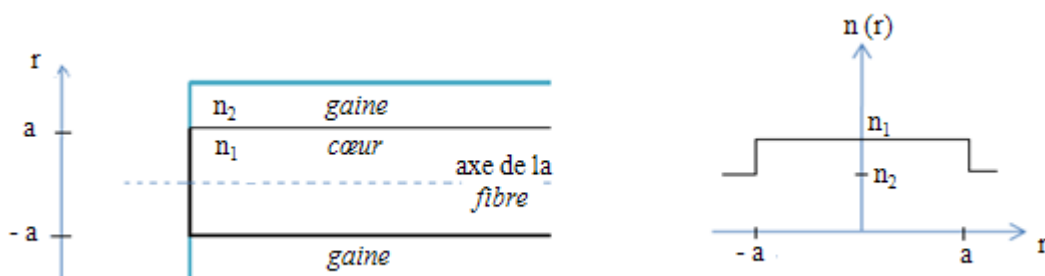 r
a
- a
n₂ gaine
n₁ cœur
axe de la
fibre
gaine
n (r)
n₁
n₂
- a
a
r